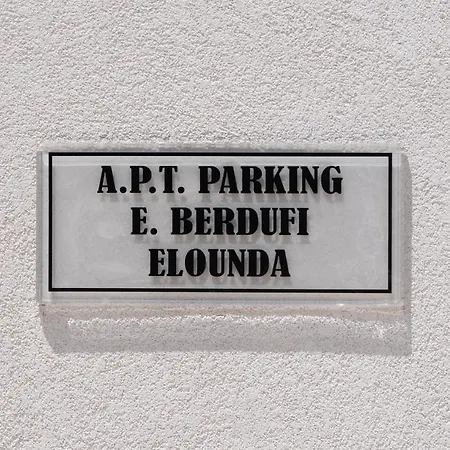 A.P.T. PARKING
E. BERDUFI
ELOUNDA